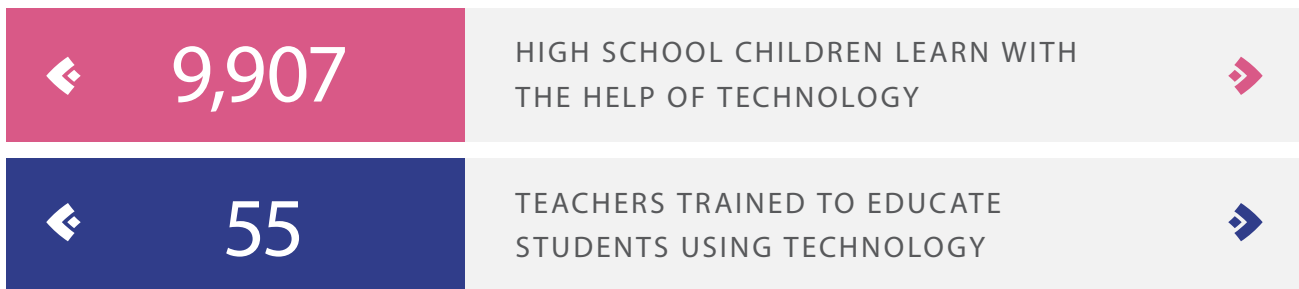 9,907
HIGH SCHOOL CHILDREN LEARN WITH
THE HELP OF TECHNOLOGY
55
TEACHERS TRAINED TO EDUCATE
STUDENTS USING TECHNOLOGY